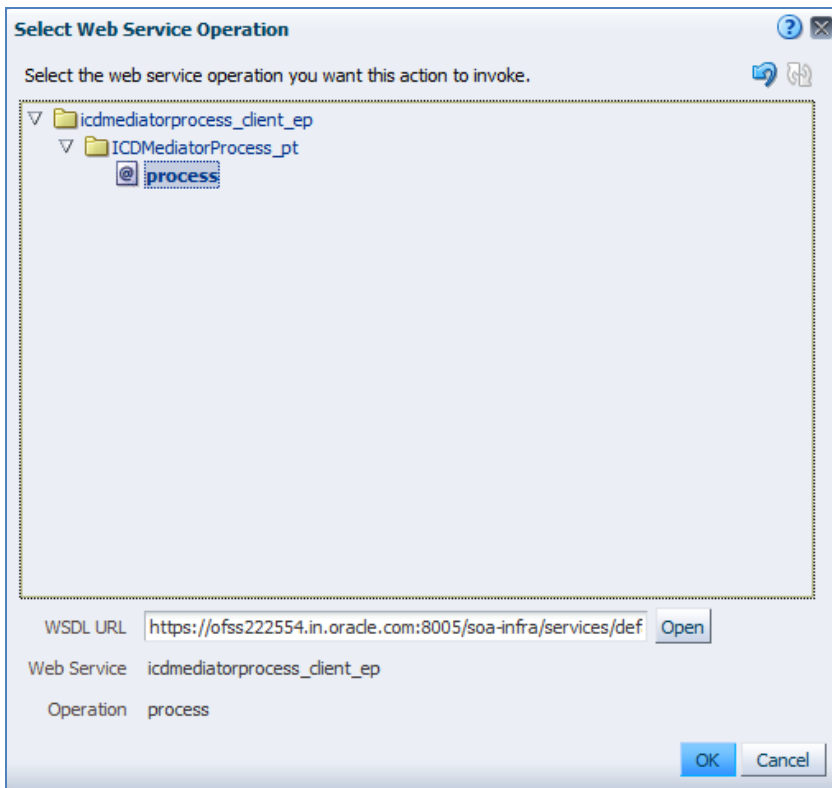 Select Web Service Operation
Select the web service operation you want this action to invoke.
icdmediatorprocess_client_ep
ICDMediatorProcess_pt
@ process
WSDL URL https://ofss222554.in.oracle.com:8005/soa-infra/services/def Open
Web Service icdmediatorprocess_client_ep
Operation process
OK Cancel